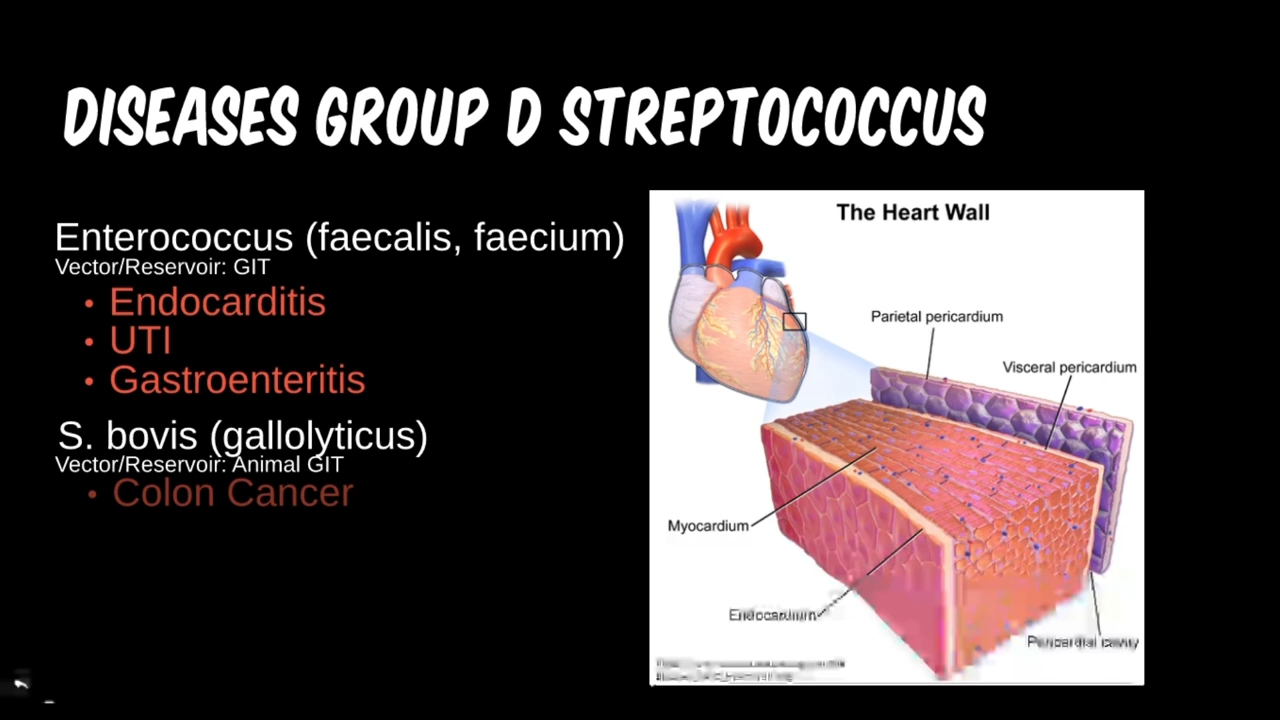 DISEASES GROUP D STREPTOCOCCUS
Enterococcus (faecalis, faecium)
Vector/Reservoir: GIT
• Endocarditis
• UTI
• Gastroenteritis
S. bovis (gallolyticus)
Vector/Reservoir: Animal GIT
• Colon Cancer
The Heart Wall
Parietal pericardium
Visceral pericardium
Myocardium
Endocardium
Pericardial cavity